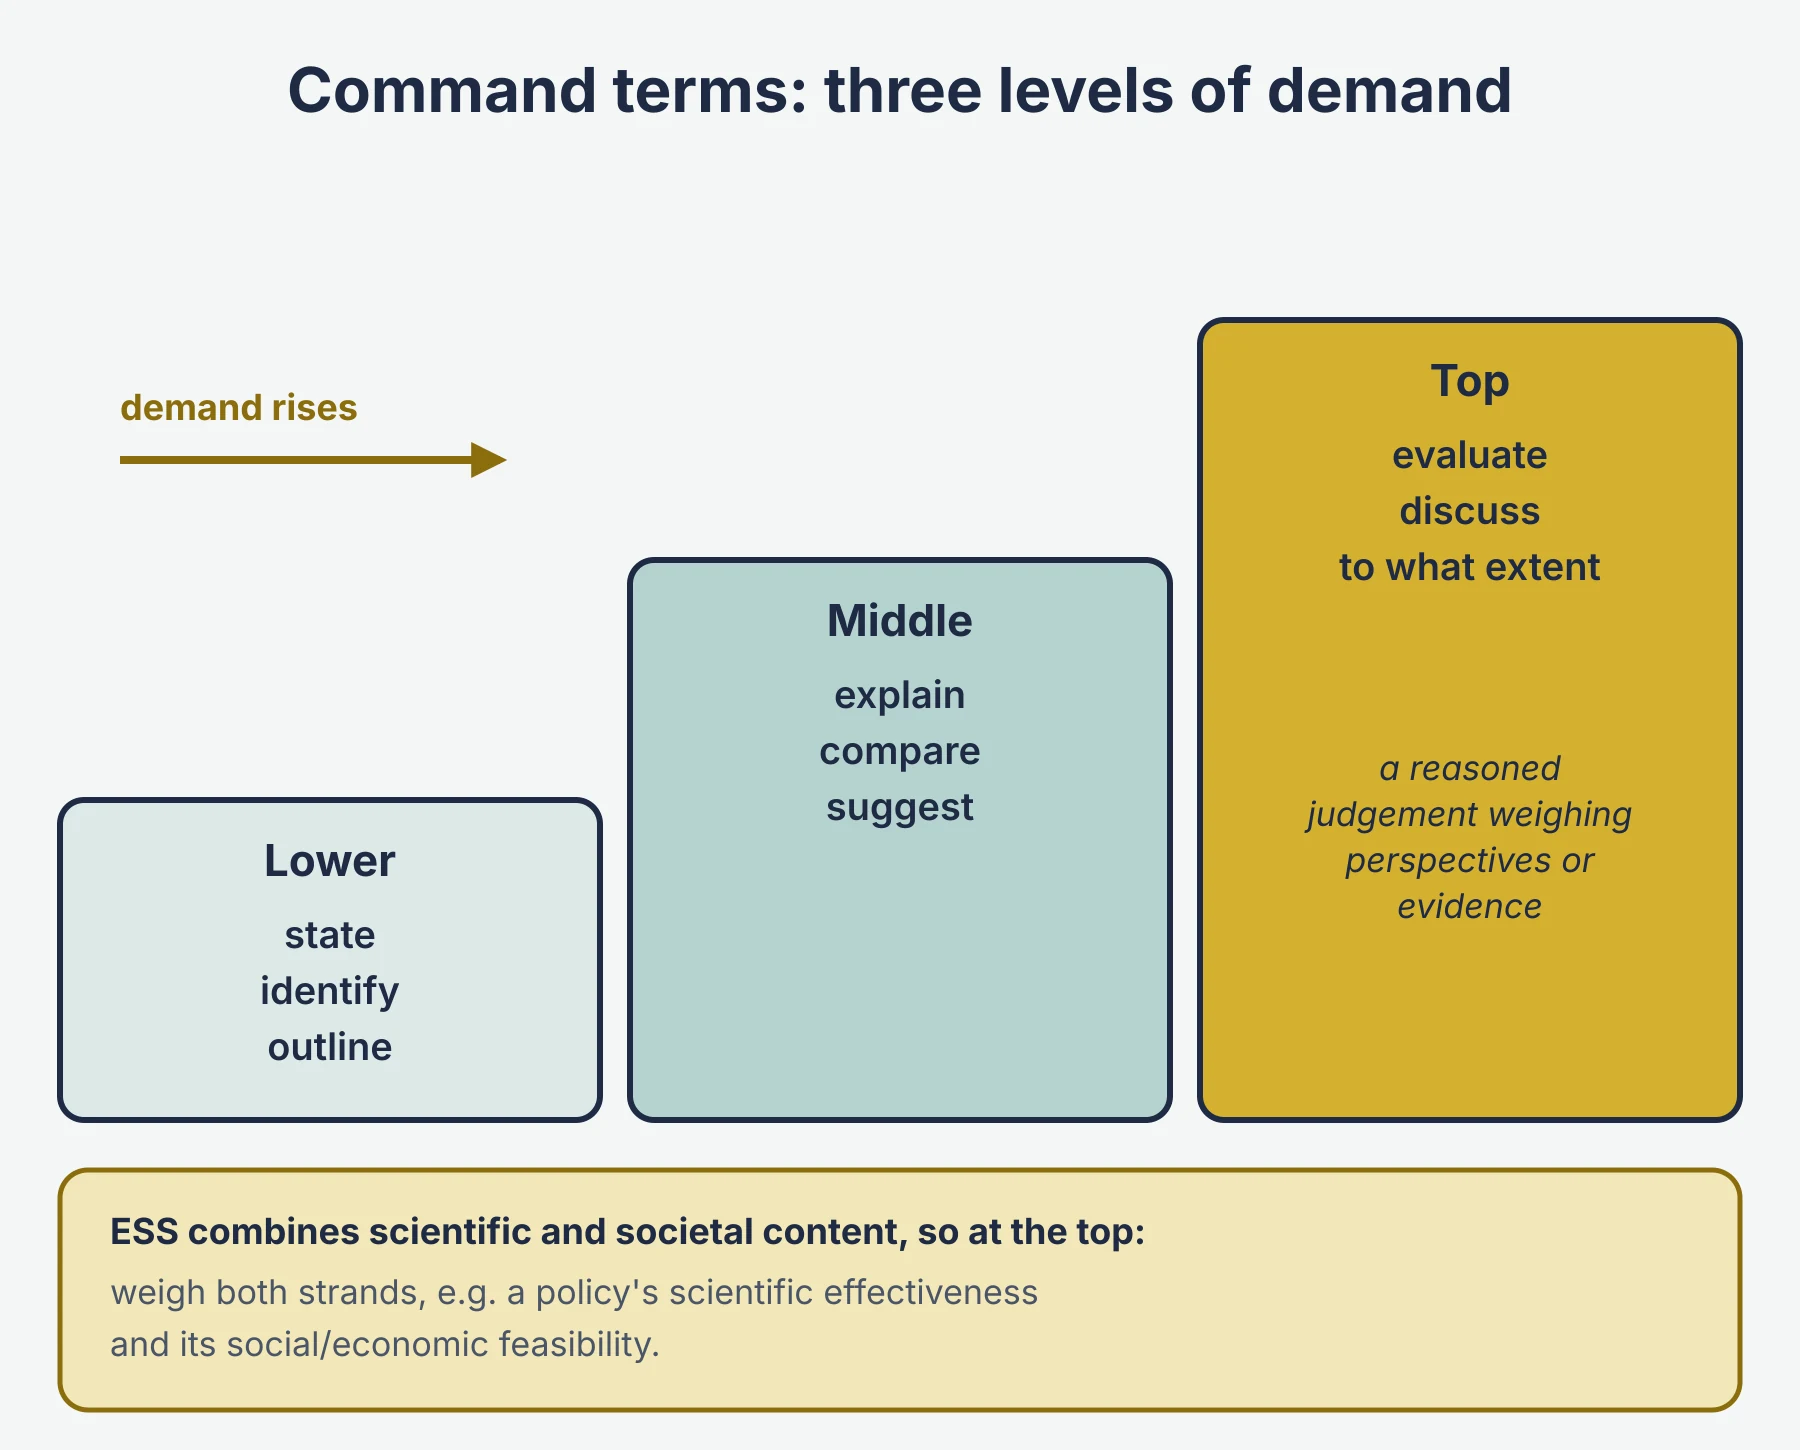 Command terms: three levels of demand
demand rises
Lower
state
identify
outline
Middle
explain
compare
suggest
Top
evaluate
discuss
to what extent
a reasoned
judgement weighing
perspectives or
evidence
ESS combines scientific and societal content, so at the top:
weigh both strands, e.g. a policy's scientific effectiveness
and its social/economic feasibility.